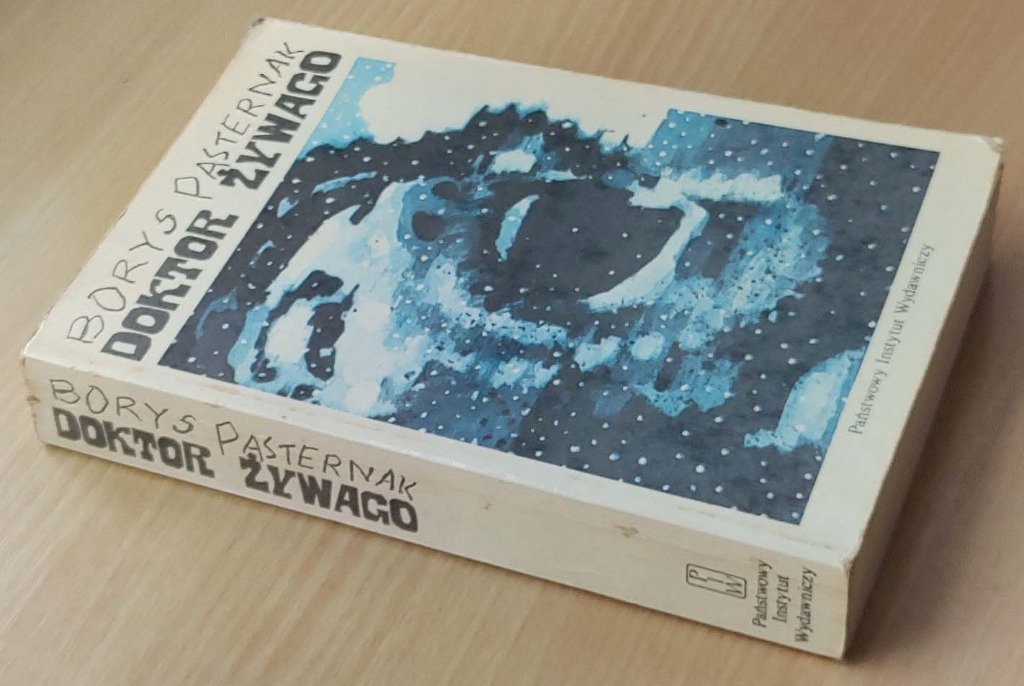 BORYS PASTERNAK
DOKTOR ŻYWAGO
Państwowy Instytut Wydawniczy
BORYS PASTERNAK
DOKTOR ŻYWAGO
PIW
Państwowy
Instytut
Wydawniczy